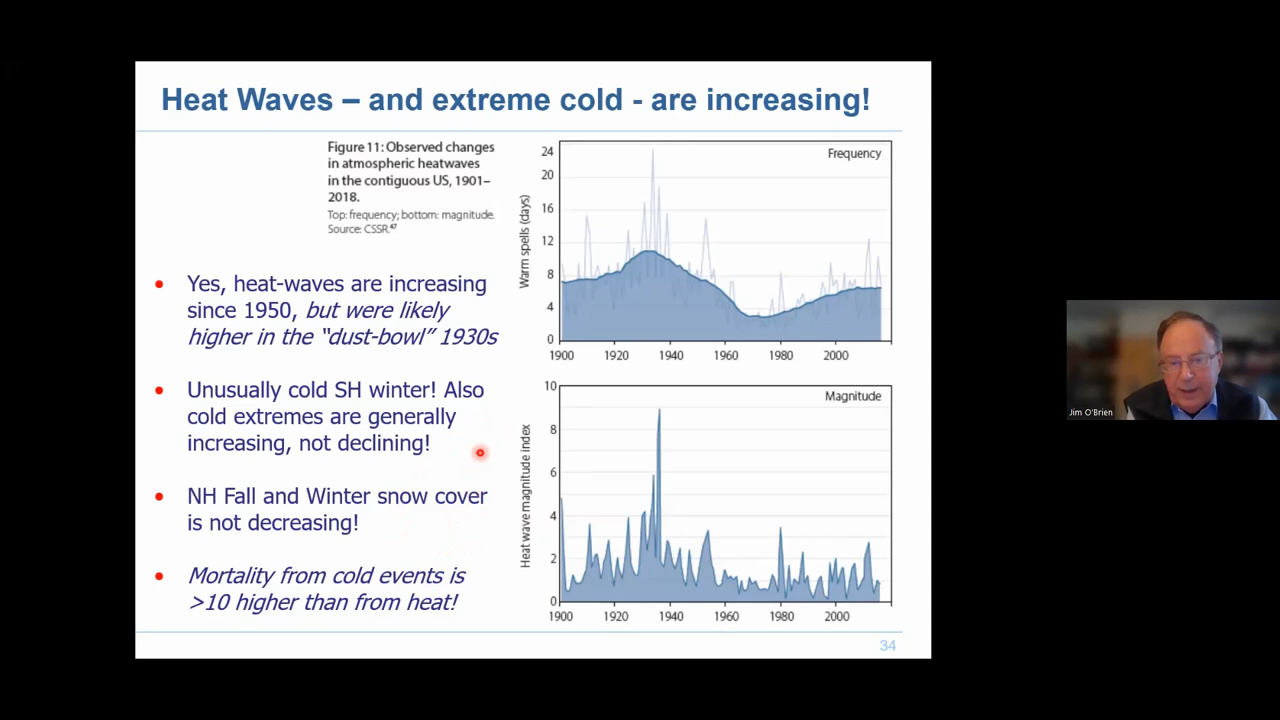 Heat Waves – and extreme cold - are increasing!
Figure 11: Observed changes
in atmospheric heatwaves
in the contiguous US, 1901–
2018.
Top: frequency; bottom: magnitude.
Source: CSSR.47
• Yes, heat-waves are increasing
since 1950, but were likely
higher in the “dust-bowl” 1930s
• Unusually cold SH winter! Also
cold extremes are generally
increasing, not declining!
• NH Fall and Winter snow cover
is not decreasing!
• Mortality from cold events is
>10 higher than from heat!
Frequency
Warm spells (days)
24
20
16
12
8
4
0
1900 1920 1940 1960 1980 2000
Magnitude
Heat wave magnitude index
10
8
6
4
2
0
1900 1920 1940 1960 1980 2000
34
Jim O'Brien